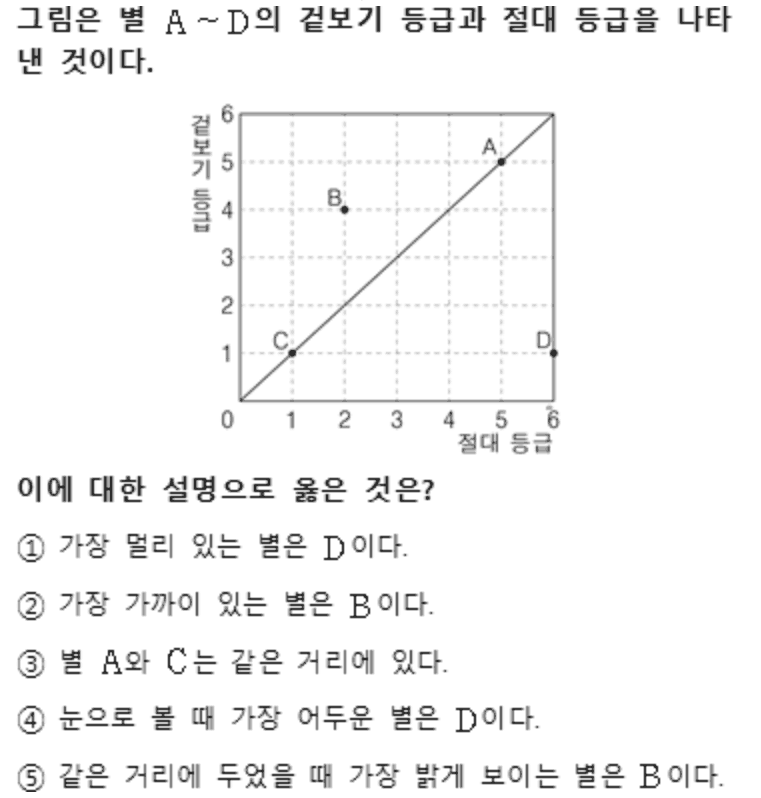 그림은 별 A ~ D의 겉보기 등급과 절대 등급을 나타
낸 것이다.
겉보기 등급
6
5
4
3
2
1
A
B
C
D
0 1 2 3 4 5 6
절대 등급
이에 대한 설명으로 옳은 것은?
① 가장 멀리 있는 별은 D이다.
② 가장 가까이 있는 별은 B이다.
③ 별 A와 C는 같은 거리에 있다.
④ 눈으로 볼 때 가장 어두운 별은 D이다.
⑤ 같은 거리에 두었을 때 가장 밝게 보이는 별은 B이다.